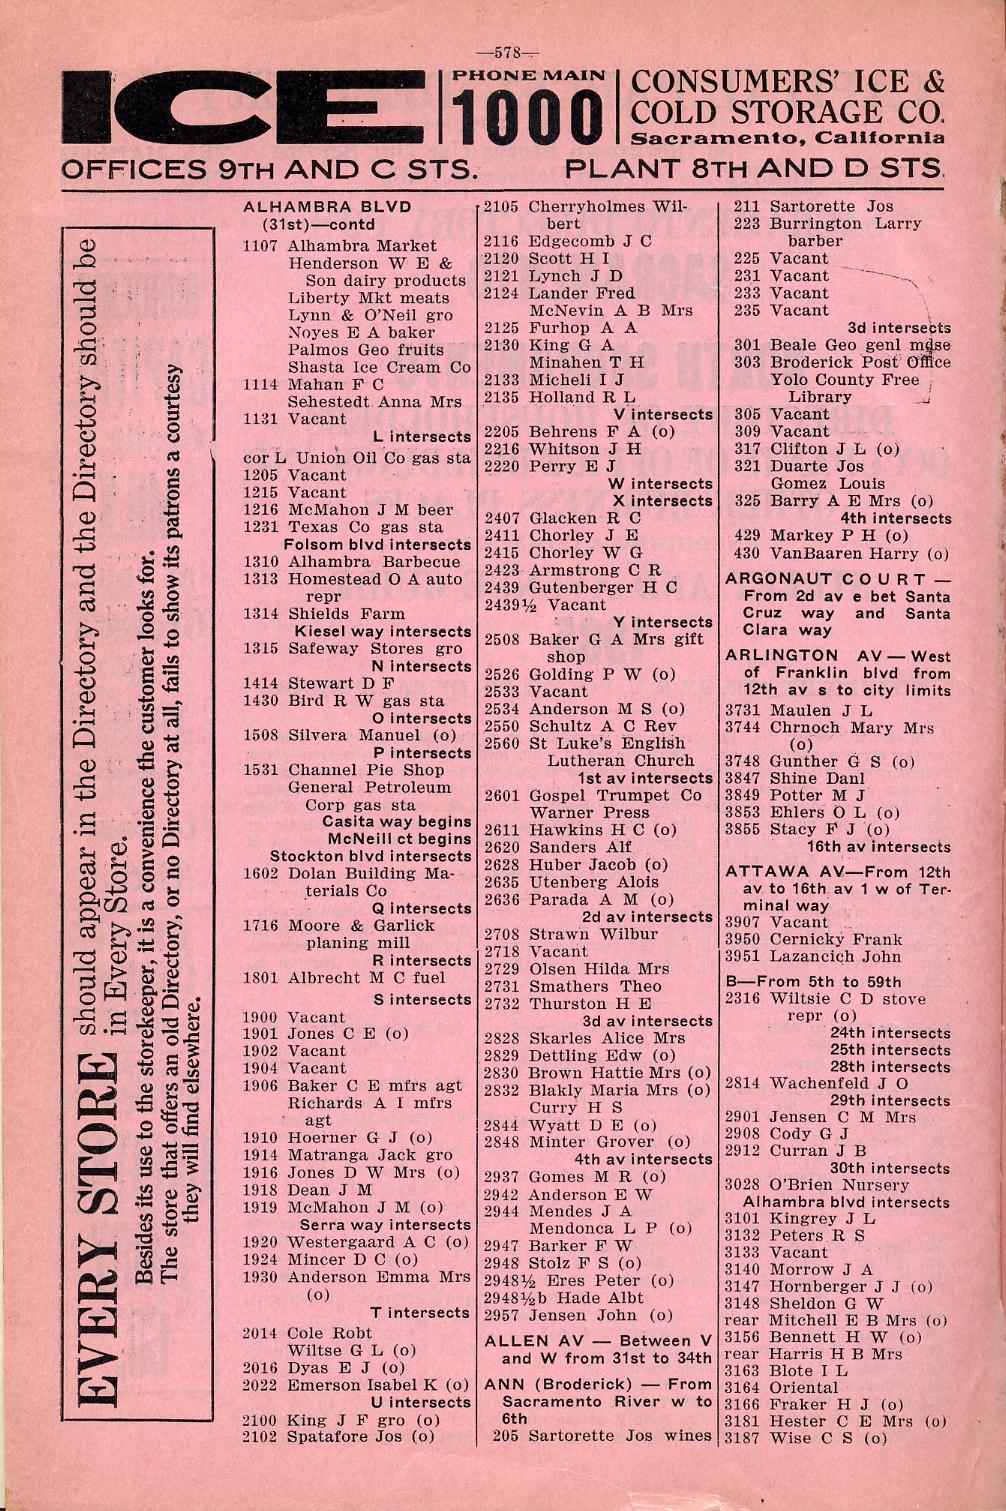 —578—
ICE
PHONE MAIN
1000
CONSUMERS' ICE &
COLD STORAGE CO.
Sacramento, California
OFFICES 9TH AND C STS.
PLANT 8TH AND D STS.
EVERY STORE should appear in the Directory and the Directory should be
in Every Store.
Besides its use to the storekeeper, it is a convenience the customer looks for.
The store that offers an old Directory, or no Directory at all, fails to show its patrons a courtesy
they will find elsewhere.
ALHAMBRA BLVD
(31st)—contd
1107 Alhambra Market
Henderson W E &
Son dairy products
Liberty Mkt meats
Lynn & O'Neil gro
Noyes E A baker
Palmos Geo fruits
Shasta Ice Cream Co
1114 Mahan F C
Sehestedt Anna Mrs
1131 Vacant
L intersects
cor L Union Oil Co gas sta
1205 Vacant
1215 Vacant
1216 McMahon J M beer
1231 Texas Co gas sta
Folsom blvd intersects
1310 Alhambra Barbecue
1313 Homestead O A auto
repr
1314 Shields Farm
Kiesel way intersects
1315 Safeway Stores gro
N intersects
1414 Stewart D F
1430 Bird R W gas sta
O intersects
1508 Silvera Manuel (o)
P intersects
1531 Channel Pie Shop
General Petroleum
Corp gas sta
Casita way begins
McNeill ct begins
Stockton blvd intersects
1602 Dolan Building Ma-
terials Co
Q intersects
1716 Moore & Garlick
planing mill
R intersects
1801 Albrecht M C fuel
S intersects
1900 Vacant
1901 Jones C E (o)
1902 Vacant
1904 Vacant
1906 Baker C E mfrs agt
Richards A I mfrs
agt
1910 Hoerner G J (o)
1914 Matranga Jack gro
1916 Jones D W Mrs (o)
1918 Dean J M
1919 McMahon J M (o)
Serra way intersects
1920 Westergaard A C (o)
1924 Mincer D C (o)
1930 Anderson Emma Mrs
(o)
T intersects
2014 Cole Robt
Wiltse G L (o)
2016 Dyas E J (o)
2022 Emerson Isabel K (o)
U intersects
2100 King J F gro (o)
2102 Spatafore Jos (o)
2105 Cherryholmes Wil-
bert
2116 Edgecomb J C
2120 Scott H I
2121 Lynch J D
2124 Lander Fred
McNevin A B Mrs
2125 Furhop A A
2130 King G A
Minahen T H
2133 Micheli I J
2135 Holland R L
V intersects
2205 Behrens F A (o)
2216 Whitson J H
2220 Perry E J
W intersects
X intersects
2407 Glacken R C
2411 Chorley J E
2415 Chorley W G
2423 Armstrong C R
2439 Gutenberger H C
2439½ Vacant
Y intersects
2508 Baker G A Mrs gift
shop
2526 Golding P W (o)
2533 Vacant
2534 Anderson M S (o)
2550 Schultz A C Rev
2560 St Luke's English
Lutheran Church
1st av intersects
2601 Gospel Trumpet Co
Warner Press
2611 Hawkins H C (o)
2620 Sanders Alf
2628 Huber Jacob (o)
2635 Utenberg Alois
2636 Parada A M (o)
2d av intersects
2708 Strawn Wilbur
2718 Vacant
2729 Olsen Hilda Mrs
2731 Smathers Theo
2732 Thurston H E
3d av intersects
2828 Skarles Alice Mrs
2829 Dettling Edw (o)
2830 Brown Hattie Mrs (o)
2832 Blakly Maria Mrs (o)
Curry H S
2844 Wyatt D E (o)
2848 Minter Grover (o)
4th av intersects
2937 Gomes M R (o)
2942 Anderson E W
2944 Mendes J A
Mendonca L P (o)
2947 Barker F W
2948 Stolz F S (o)
2948½ Eres Peter (o)
2948½b Hade Albt
2957 Jensen John (o)
ALLEN AV — Between V
and W from 31st to 34th
ANN (Broderick) — From
Sacramento River w to
6th
205 Sartorette Jos wines
211 Sartorette Jos
223 Burrington Larry
barber
225 Vacant
231 Vacant
233 Vacant
235 Vacant
3d intersects
301 Beale Geo genl mdse
303 Broderick Post Office
Yolo County Free
Library
305 Vacant
309 Vacant
317 Clifton J L (o)
321 Duarte Jos
Gomez Louis
325 Barry A E Mrs (o)
4th intersects
429 Markey P H (o)
430 VanBaaren Harry (o)
ARGONAUT COURT —
From 2d av e bet Santa
Cruz way and Santa
Clara way
ARLINGTON AV — West
of Franklin blvd from
12th av s to city limits
3731 Maulen J L
3744 Chrnoch Mary Mrs
(o)
3748 Gunther G S (o)
3847 Shine Danl
3849 Potter M J
3853 Ehlers O L (o)
3855 Stacy F J (o)
16th av intersects
ATTAWA AV—From 12th
av to 16th av 1 w of Ter-
minal way
3907 Vacant
3950 Cernicky Frank
3951 Lazancich John
B—From 5th to 59th
2316 Wiltsie C D stove
repr (o)
24th intersects
25th intersects
28th intersects
2814 Wachenfeld J O
29th intersects
2901 Jensen C M Mrs
2908 Cody G J
2912 Curran J B
30th intersects
3028 O'Brien Nursery
Alhambra blvd intersects
3101 Kingrey J L
3132 Peters R S
3133 Vacant
3140 Morrow J A
3147 Hornberger J J (o)
3148 Sheldon G W
rear Mitchell E B Mrs (o)
3156 Bennett H W (o)
rear Harris H B Mrs
3163 Blote I L
3164 Oriental
3166 Fraker H J (o)
3181 Hester C E Mrs (o)
3187 Wise C S (o)